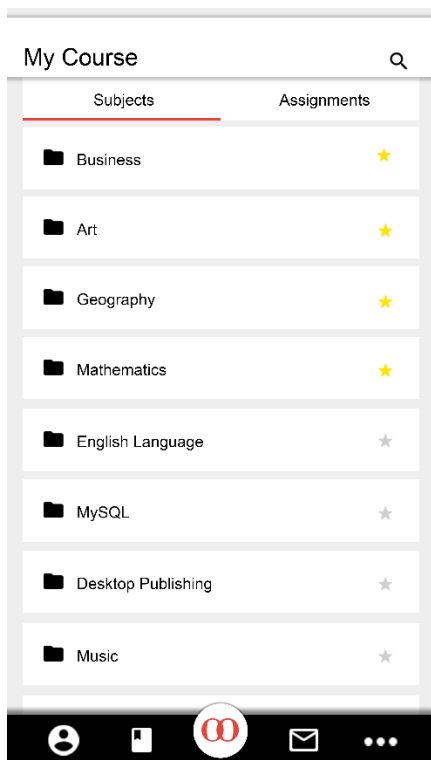 My Course
Subjects Assignments
Business
Art
Geography
Mathematics
English Language
MySQL
Desktop Publishing
Music